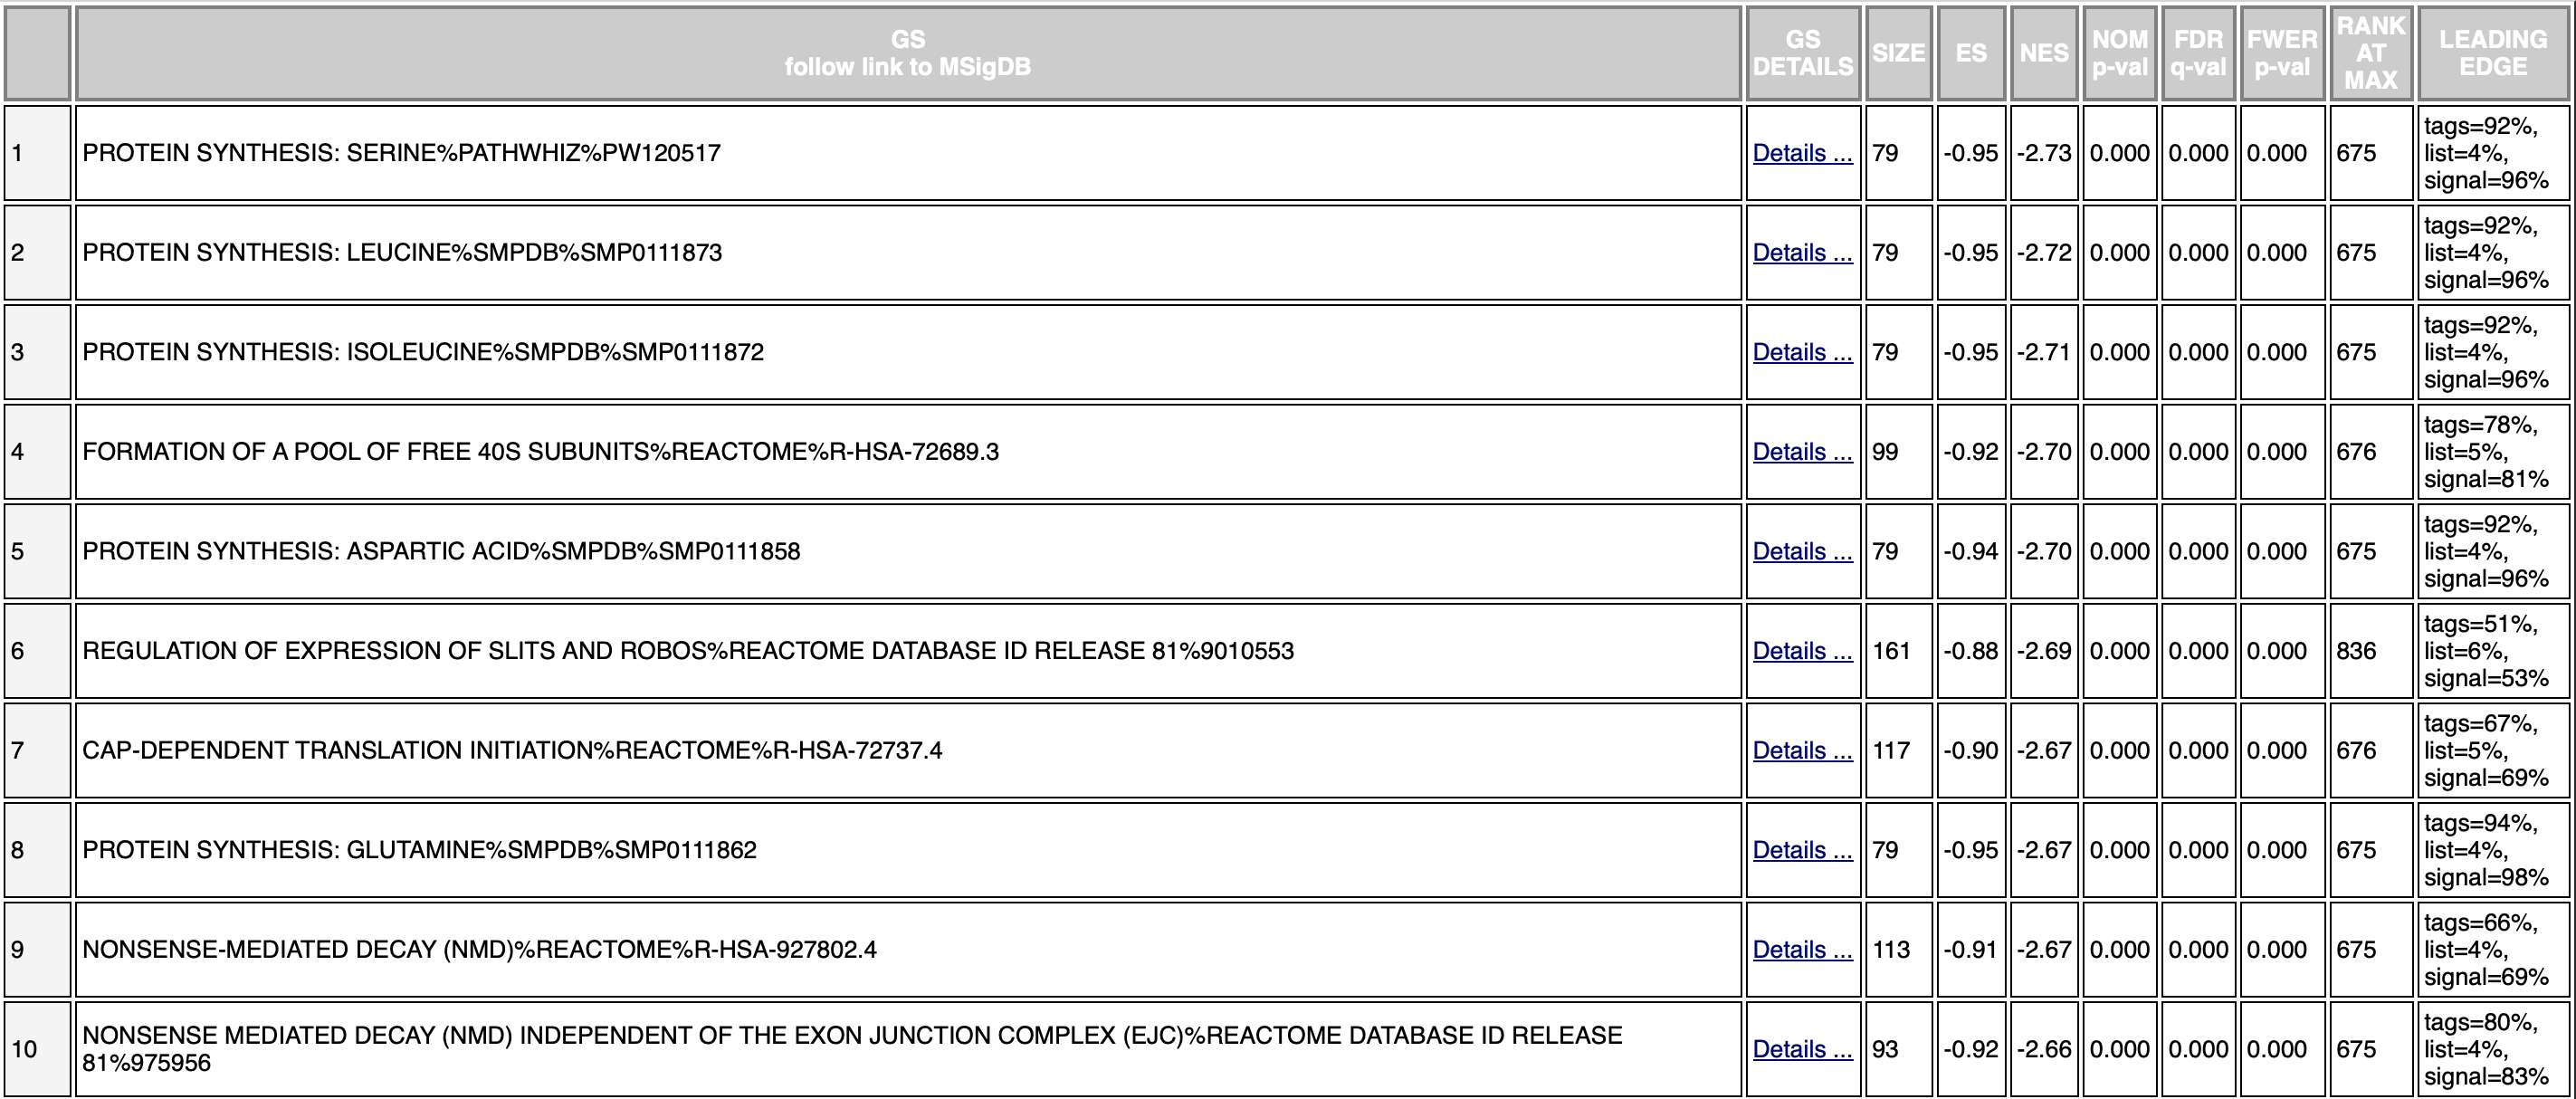 GS
follow link to MSigDB
GS
DETAILS
SIZE
ES
NES
NOM
p-val
FDR
q-val
FWER
p-val
RANK
AT
MAX
LEADING
EDGE
1
PROTEIN SYNTHESIS: SERINE%PATHWHIZ%PW120517
Details ...
79
-0.95
-2.73
0.000
0.000
0.000
675
tags=92%,
list=4%,
signal=96%
2
PROTEIN SYNTHESIS: LEUCINE%SMPDB%SMP0111873
Details ...
79
-0.95
-2.72
0.000
0.000
0.000
675
tags=92%,
list=4%,
signal=96%
3
PROTEIN SYNTHESIS: ISOLEUCINE%SMPDB%SMP0111872
Details ...
79
-0.95
-2.71
0.000
0.000
0.000
675
tags=92%,
list=4%,
signal=96%
4
FORMATION OF A POOL OF FREE 40S SUBUNITS%REACTOME%R-HSA-72689.3
Details ...
99
-0.92
-2.70
0.000
0.000
0.000
676
tags=78%,
list=5%,
signal=81%
5
PROTEIN SYNTHESIS: ASPARTIC ACID%SMPDB%SMP0111858
Details ...
79
-0.94
-2.70
0.000
0.000
0.000
675
tags=92%,
list=4%,
signal=96%
6
REGULATION OF EXPRESSION OF SLITS AND ROBOS%REACTOME DATABASE ID RELEASE 81%9010553
Details ...
161
-0.88
-2.69
0.000
0.000
0.000
836
tags=51%,
list=6%,
signal=53%
7
CAP-DEPENDENT TRANSLATION INITIATION%REACTOME%R-HSA-72737.4
Details ...
117
-0.90
-2.67
0.000
0.000
0.000
676
tags=67%,
list=5%,
signal=69%
8
PROTEIN SYNTHESIS: GLUTAMINE%SMPDB%SMP0111862
Details ...
79
-0.95
-2.67
0.000
0.000
0.000
675
tags=94%,
list=4%,
signal=98%
9
NONSENSE-MEDIATED DECAY (NMD)%REACTOME%R-HSA-927802.4
Details ...
113
-0.91
-2.67
0.000
0.000
0.000
675
tags=66%,
list=4%,
signal=69%
10
NONSENSE MEDIATED DECAY (NMD) INDEPENDENT OF THE EXON JUNCTION COMPLEX (EJC)%REACTOME DATABASE ID RELEASE
81%975956
Details ...
93
-0.92
-2.66
0.000
0.000
0.000
675
tags=80%,
list=4%,
signal=83%